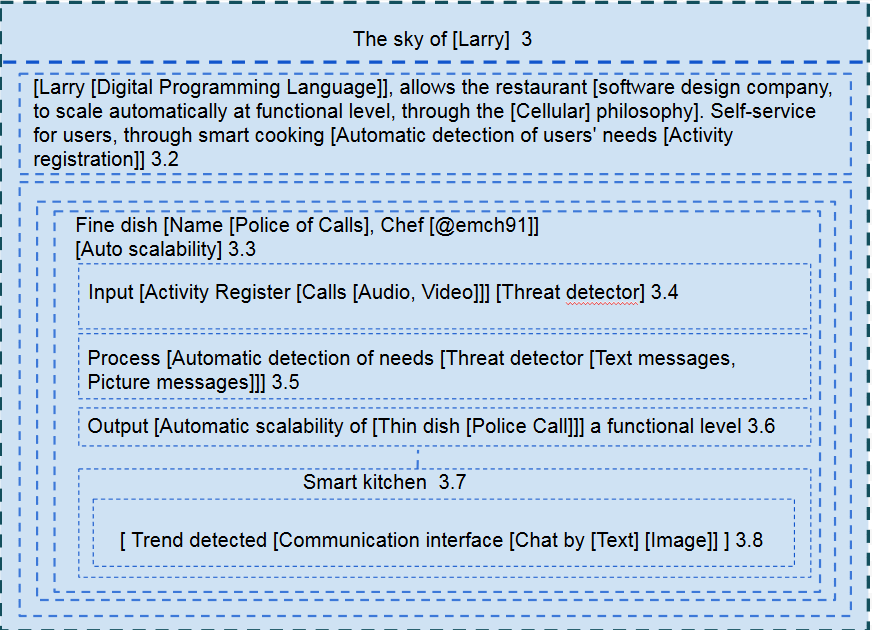 The sky of [Larry] 3
[Larry [Digital Programming Language]], allows the restaurant [software design company,
to scale automatically at functional level, through the [Cellular] philosophy]. Self-service
for users, through smart cooking [Automatic detection of users' needs [Activity
registration]] 3.2
Fine dish [Name [Police of Calls], Chef [@emch91]]
[Auto scalability] 3.3
Input [Activity Register [Calls [Audio, Video]]] [Threat detector] 3.4
Process [Automatic detection of needs [Threat detector [Text messages,
Picture messages]]] 3.5
Output [Automatic scalability of [Thin dish [Police Call]]] a functional level 3.6
Smart kitchen 3.7
[ Trend detected [Communication interface [Chat by [Text] [Image]] ] 3.8